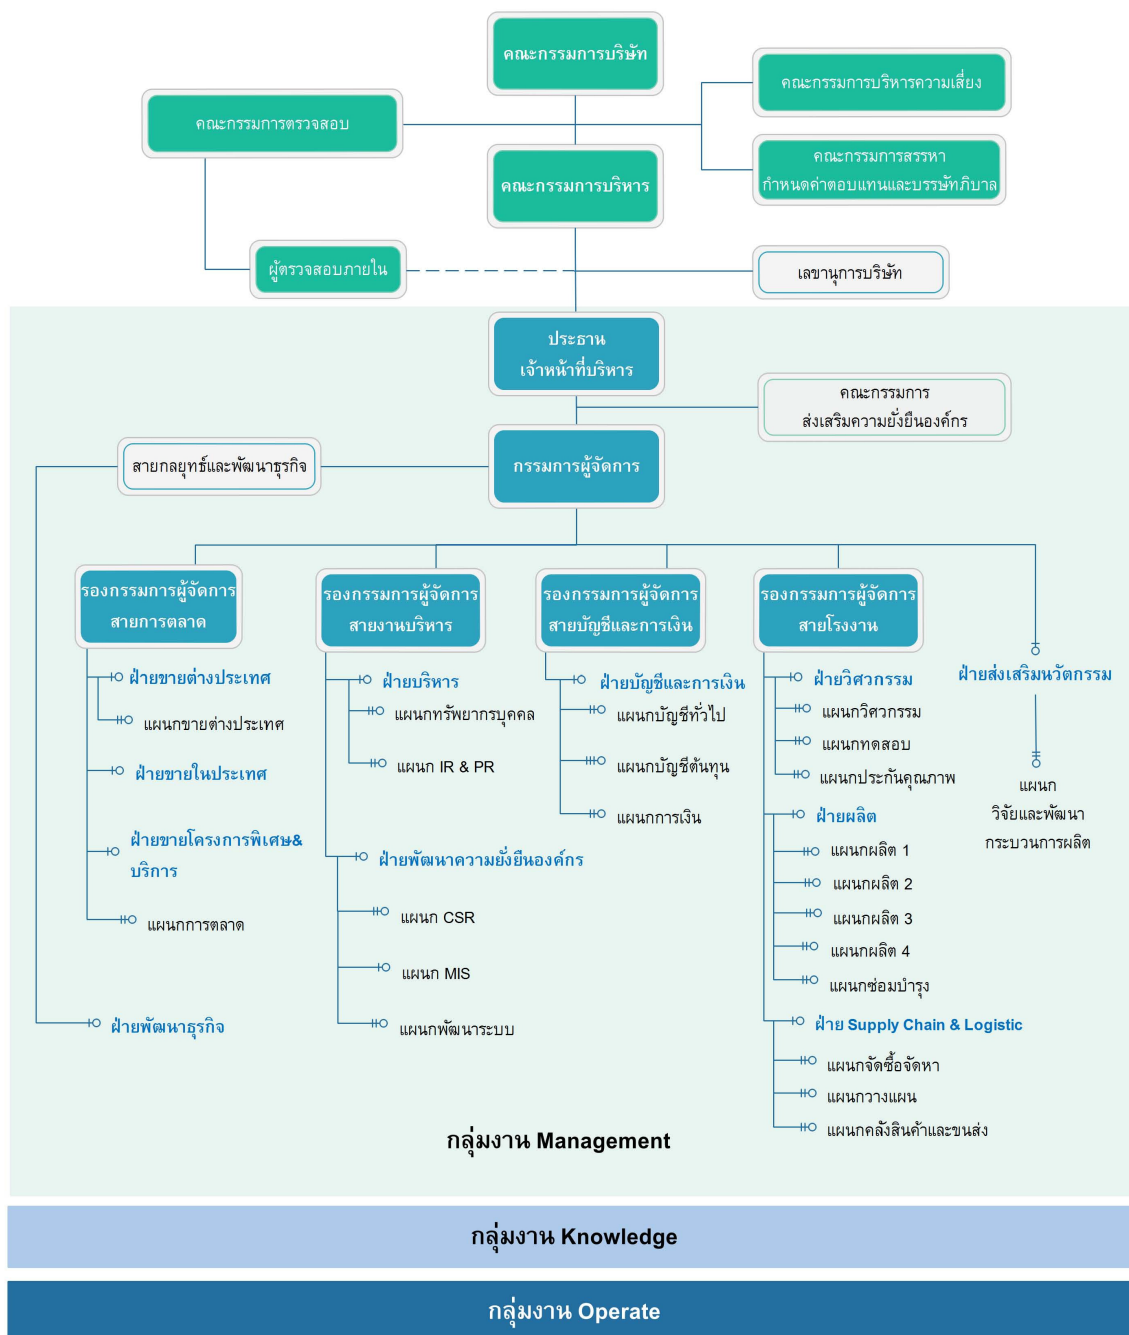 คณะกรรมการบริษัท
คณะกรรมการบริหารความเสี่ยง
คณะกรรมการตรวจสอบ
คณะกรรมการสรรหา
กำหนดค่าตอบแทนและบรรษัทภิบาล
คณะกรรมการบริหาร
ผู้ตรวจสอบภายใน
เลขานุการบริษัท
ประธาน
เจ้าหน้าที่บริหาร
คณะกรรมการ
ส่งเสริมความยั่งยืนองค์กร
สายกลยุทธ์และพัฒนาธุรกิจ
กรรมการผู้จัดการ
รองกรรมการผู้จัดการ
สายการตลาด
ฝ่ายขายต่างประเทศ
แผนกขายต่างประเทศ
ฝ่ายขายในประเทศ
ฝ่ายขายโครงการพิเศษ&
บริการ
แผนกการตลาด
ฝ่ายพัฒนาธุรกิจ
รองกรรมการผู้จัดการ
สายงานบริหาร
ฝ่ายบริหาร
แผนกทรัพยากรบุคคล
แผนก IR & PR
ฝ่ายพัฒนาความยั่งยืนองค์กร
แผนก CSR
แผนก MIS
แผนกพัฒนาระบบ
รองกรรมการผู้จัดการ
สายบัญชีและการเงิน
ฝ่ายบัญชีและการเงิน
แผนกบัญชีทั่วไป
แผนกบัญชีต้นทุน
แผนกการเงิน
รองกรรมการผู้จัดการ
สายโรงงาน
ฝ่ายวิศวกรรม
แผนกวิศวกรรม
แผนกทดสอบ
แผนกประกันคุณภาพ
ฝ่ายผลิต
แผนกผลิต 1
แผนกผลิต 2
แผนกผลิต 3
แผนกผลิต 4
แผนกซ่อมบำรุง
ฝ่าย Supply Chain & Logistic
แผนกจัดซื้อจัดหา
แผนกวางแผน
แผนกคลังสินค้าและขนส่ง
ฝ่ายส่งเสริมนวัตกรรม
แผนก
วิจัยและพัฒนา
กระบวนการผลิต
กลุ่มงาน Management
กลุ่มงาน Knowledge
กลุ่มงาน Operate